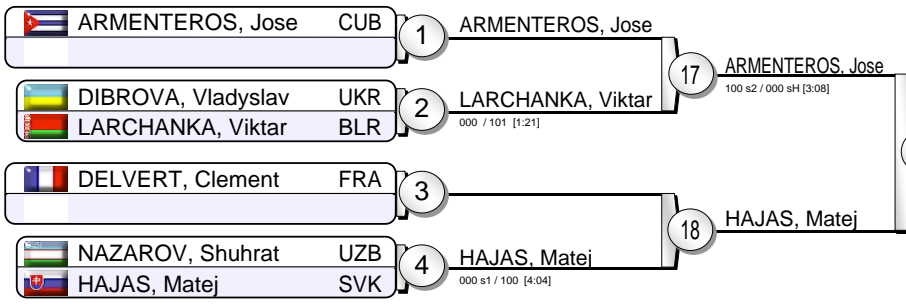 ARMENTEROS, Jose CUB
1
ARMENTEROS, Jose
DIBROVA, Vladyslav UKR
LARCHANKA, Viktar BLR
2
LARCHANKA, Viktar
000 / 101 [1:21]
17
ARMENTEROS, Jose
100 s2 / 000 sH [3:08]
DELVERT, Clement FRA
3
NAZAROV, Shuhrat UZB
HAJAS, Matej SVK
4
HAJAS, Matej
000 s1 / 100 [4:04]
18
HAJAS, Matej